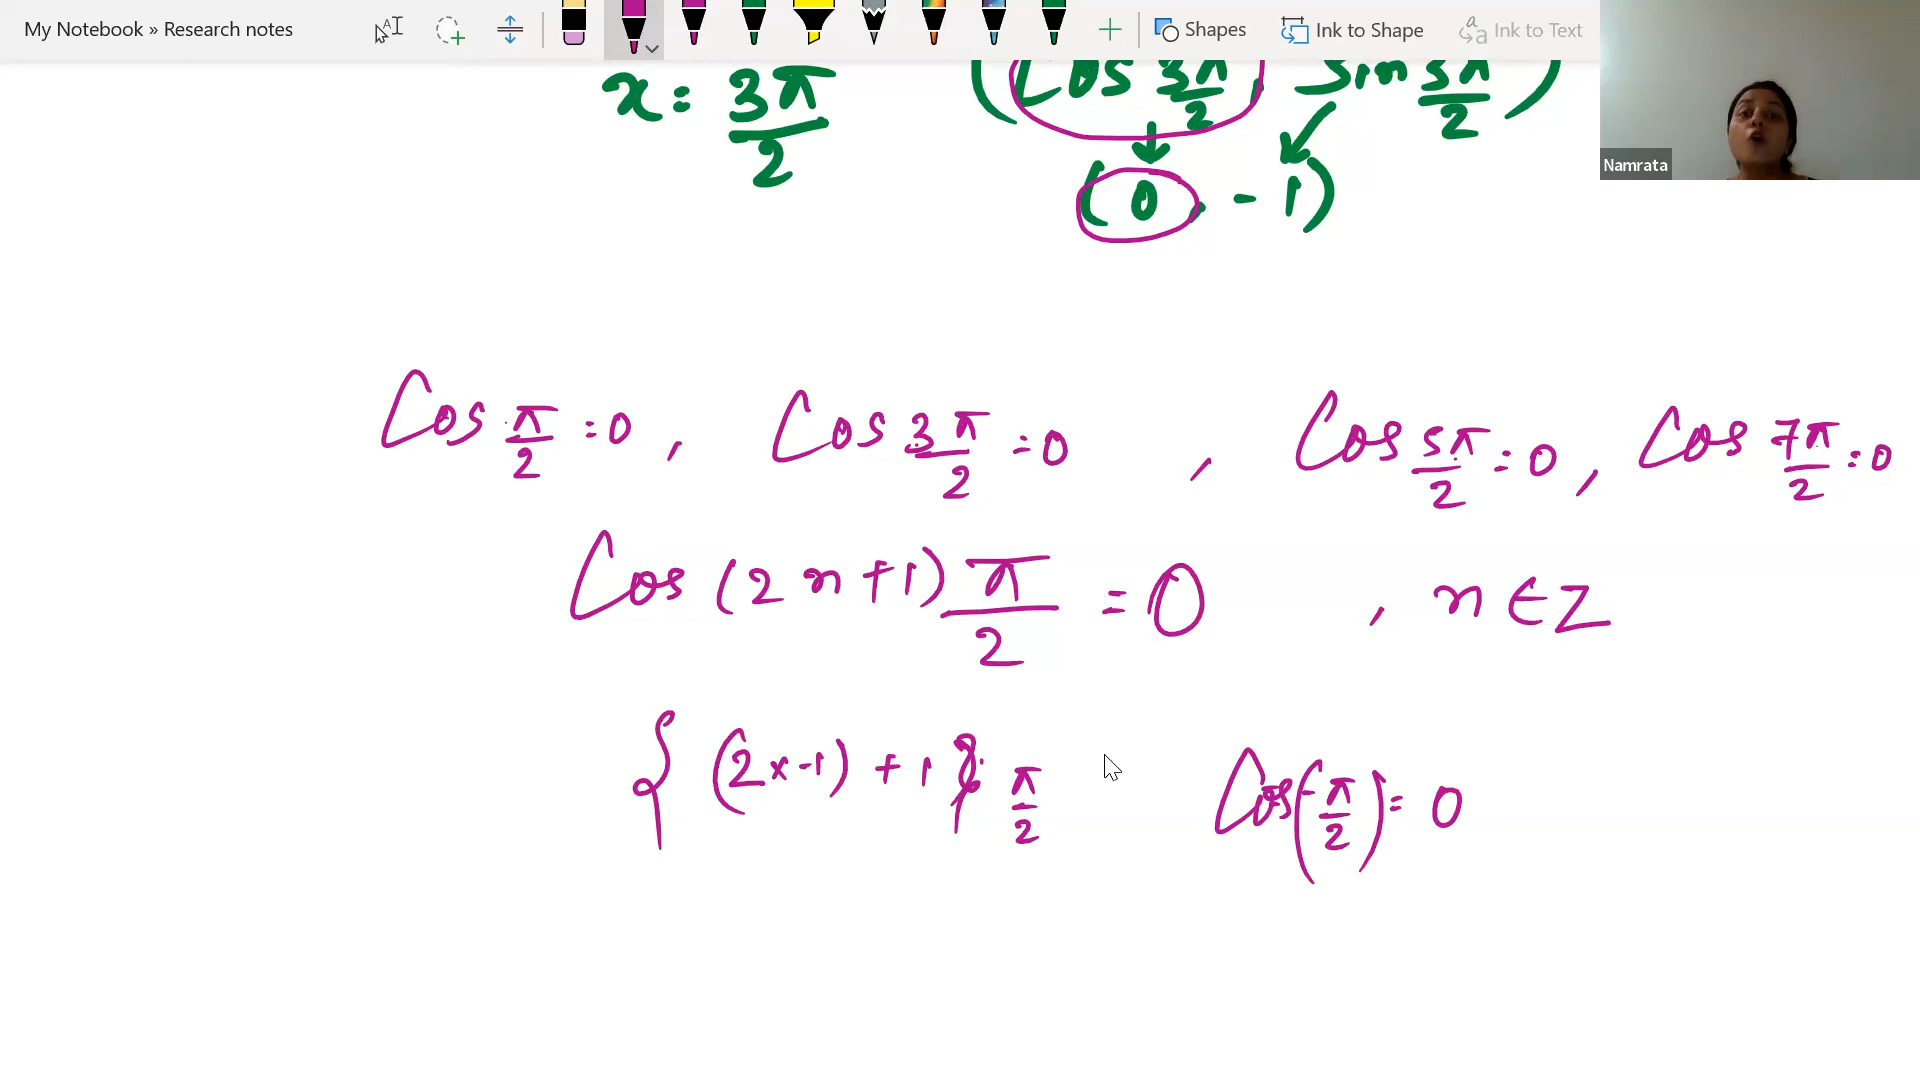 My Notebook » Research notes
Shapes
Ink to Shape
Ink to Text
Namrata
x = 3π/2 (Cos 3π/2, Sin 3π/2)
(0, -1)
Cos π/2 = 0, Cos 3π/2 = 0, Cos 5π/2 = 0, Cos 7π/2 = 0
Cos (2n+1) π/2 = 0, n ∈ Z
{(2x-1)+1} π/2 Cos(-π/2) = 0